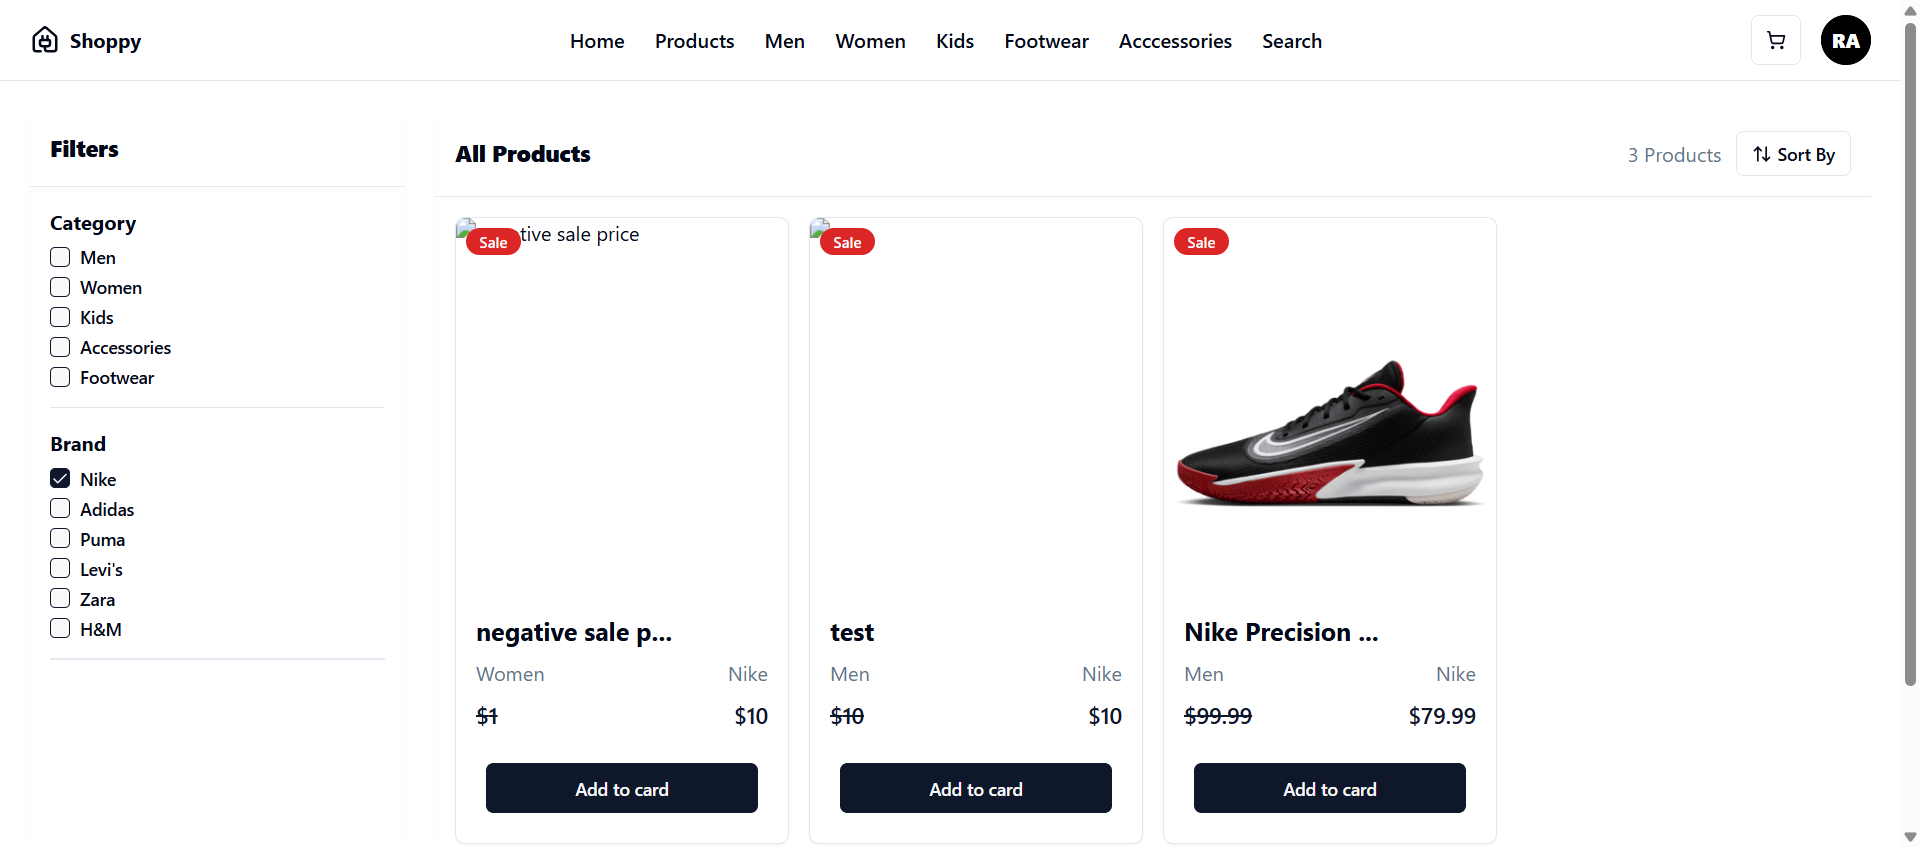 Shoppy
Home Products Men Women Kids Footwear Acccessories Search
RA
Filters
Category
Men
Women
Kids
Accessories
Footwear
Brand
Nike
Adidas
Puma
Levi's
Zara
H&M
All Products
3 Products
Sort By
Sale
tive sale price
negative sale p...
Women Nike
$1 $10
Add to card
Sale
test
Men Nike
$10 $10
Add to card
Sale
Nike Precision ...
Men Nike
$99.99 $79.99
Add to card